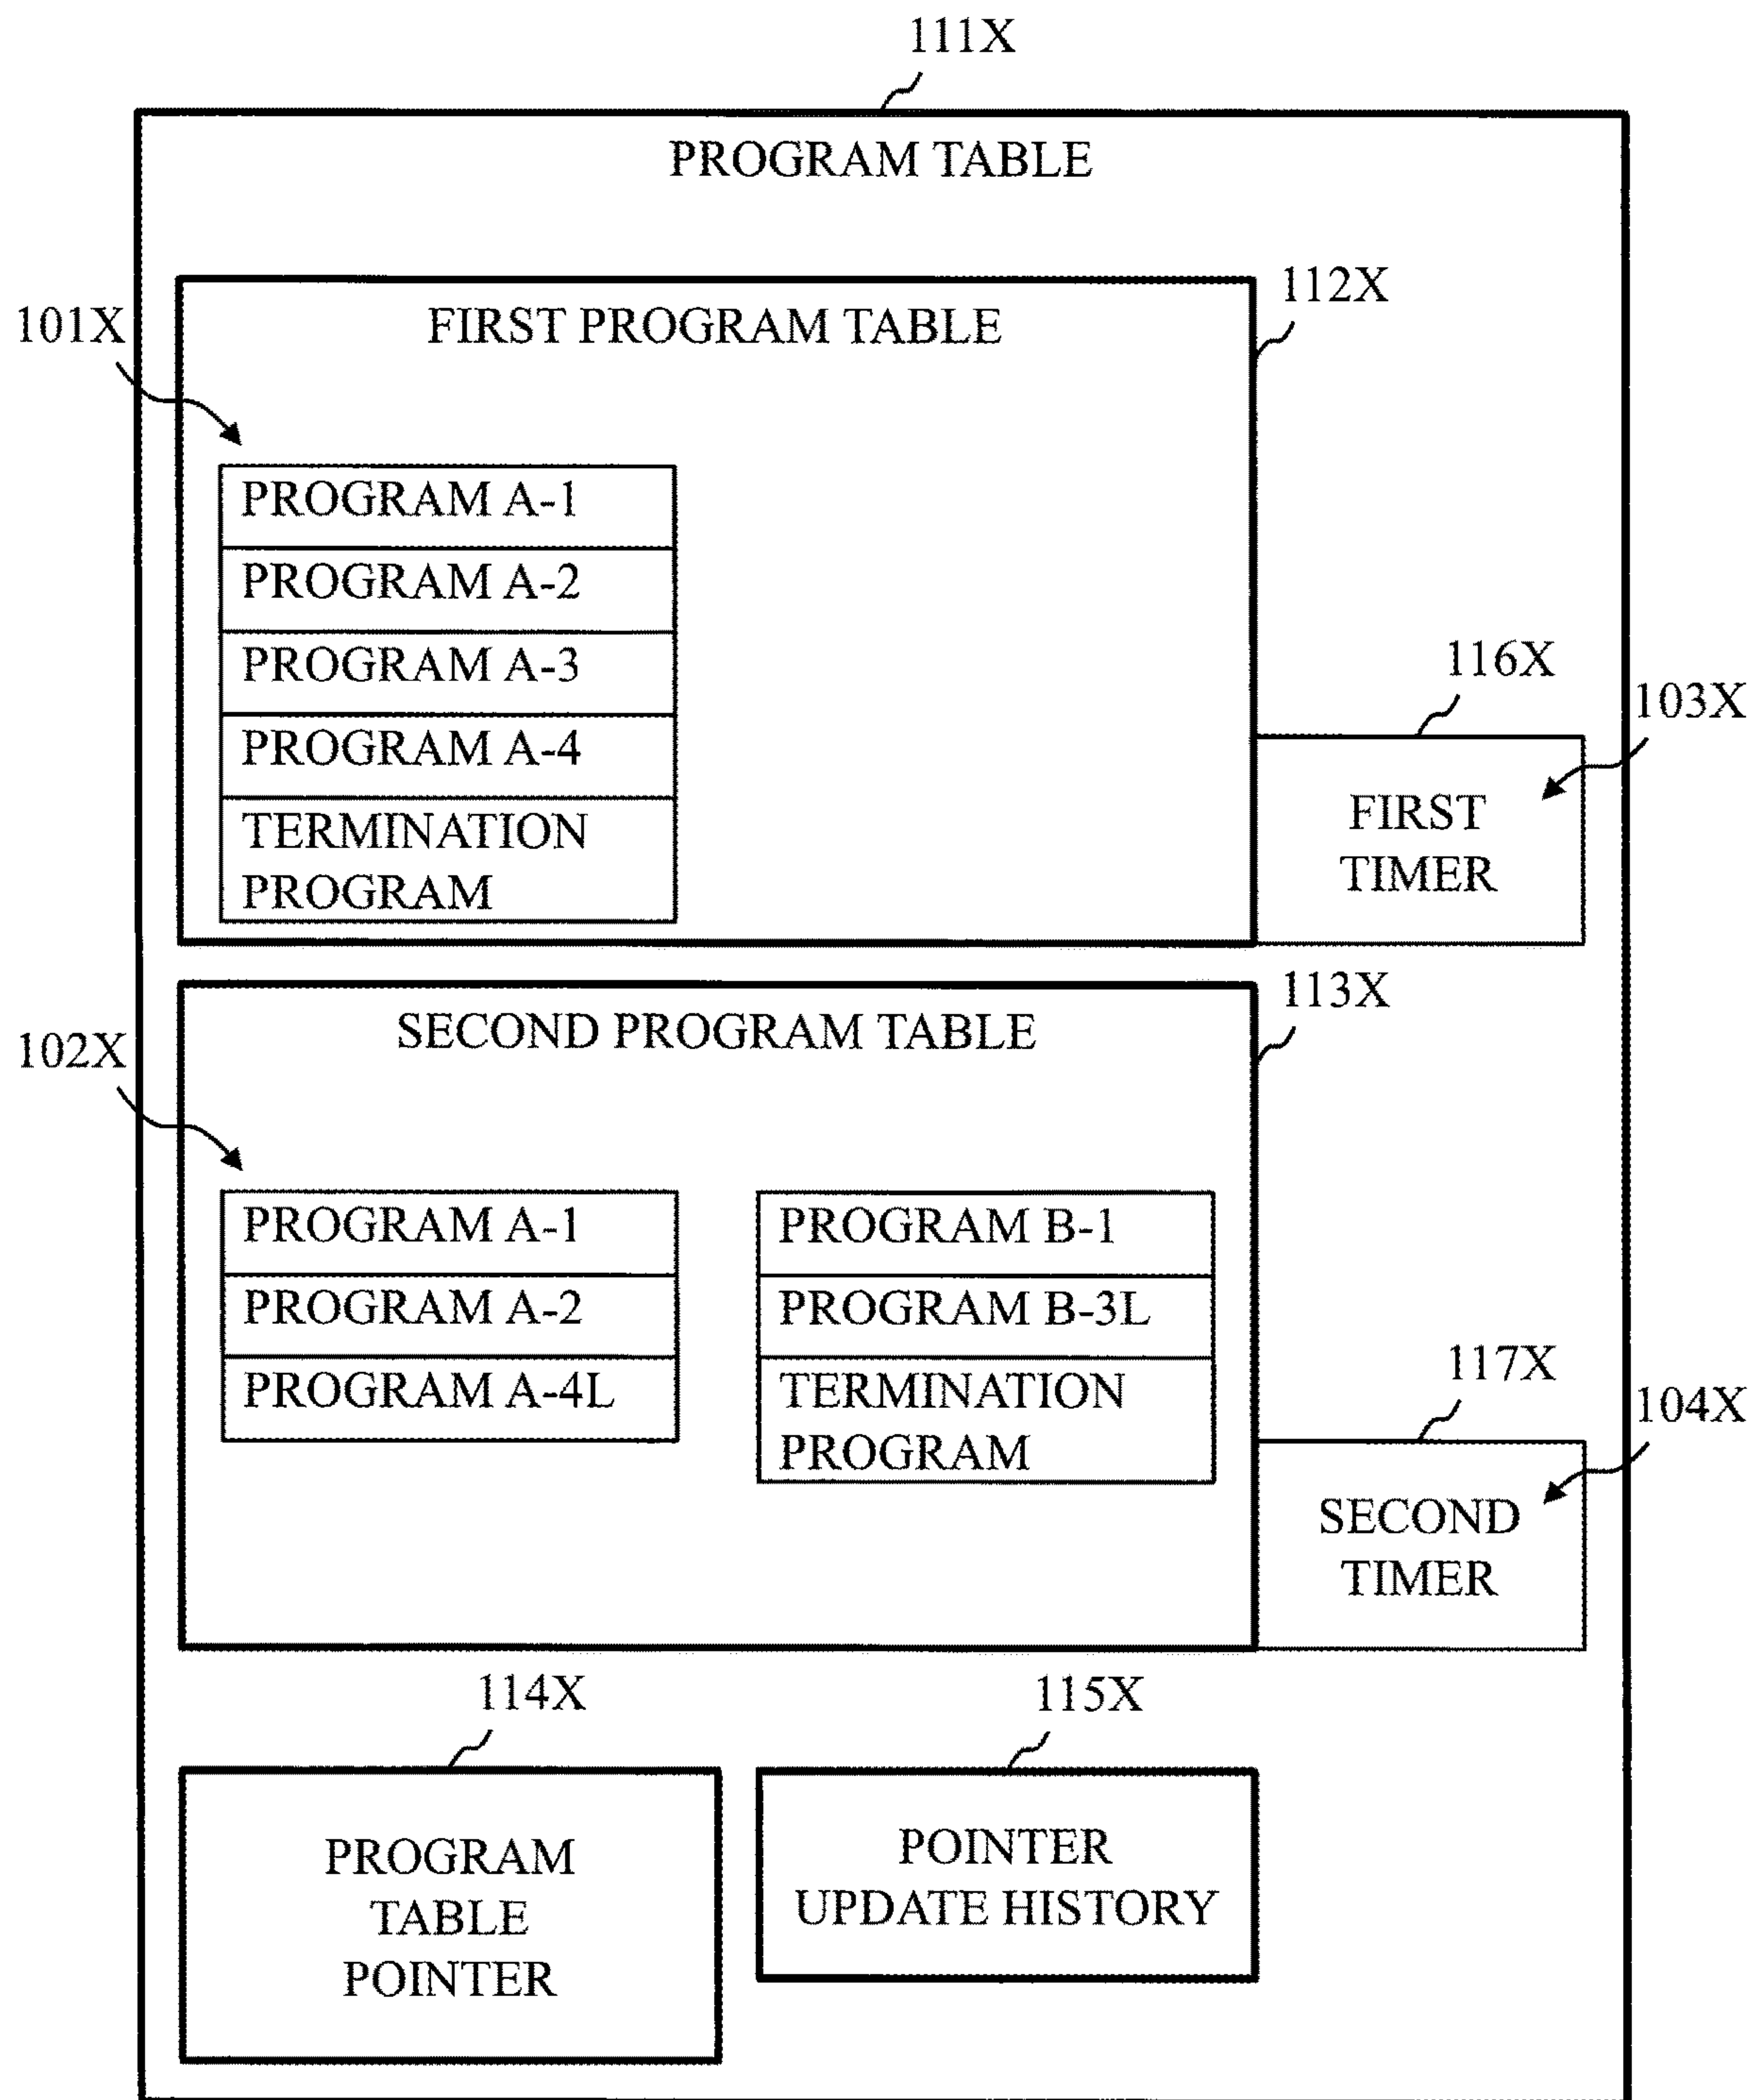 111X
PROGRAM TABLE
112X
101X
FIRST PROGRAM TABLE
PROGRAM A-1
PROGRAM A-2
PROGRAM A-3
PROGRAM A-4
TERMINATION
PROGRAM
116X
103X
FIRST
TIMER
113X
102X
SECOND PROGRAM TABLE
PROGRAM A-1
PROGRAM A-2
PROGRAM A-4L
PROGRAM B-1
PROGRAM B-3L
TERMINATION
PROGRAM
117X
104X
SECOND
TIMER
114X
PROGRAM
TABLE
POINTER
115X
POINTER
UPDATE HISTORY